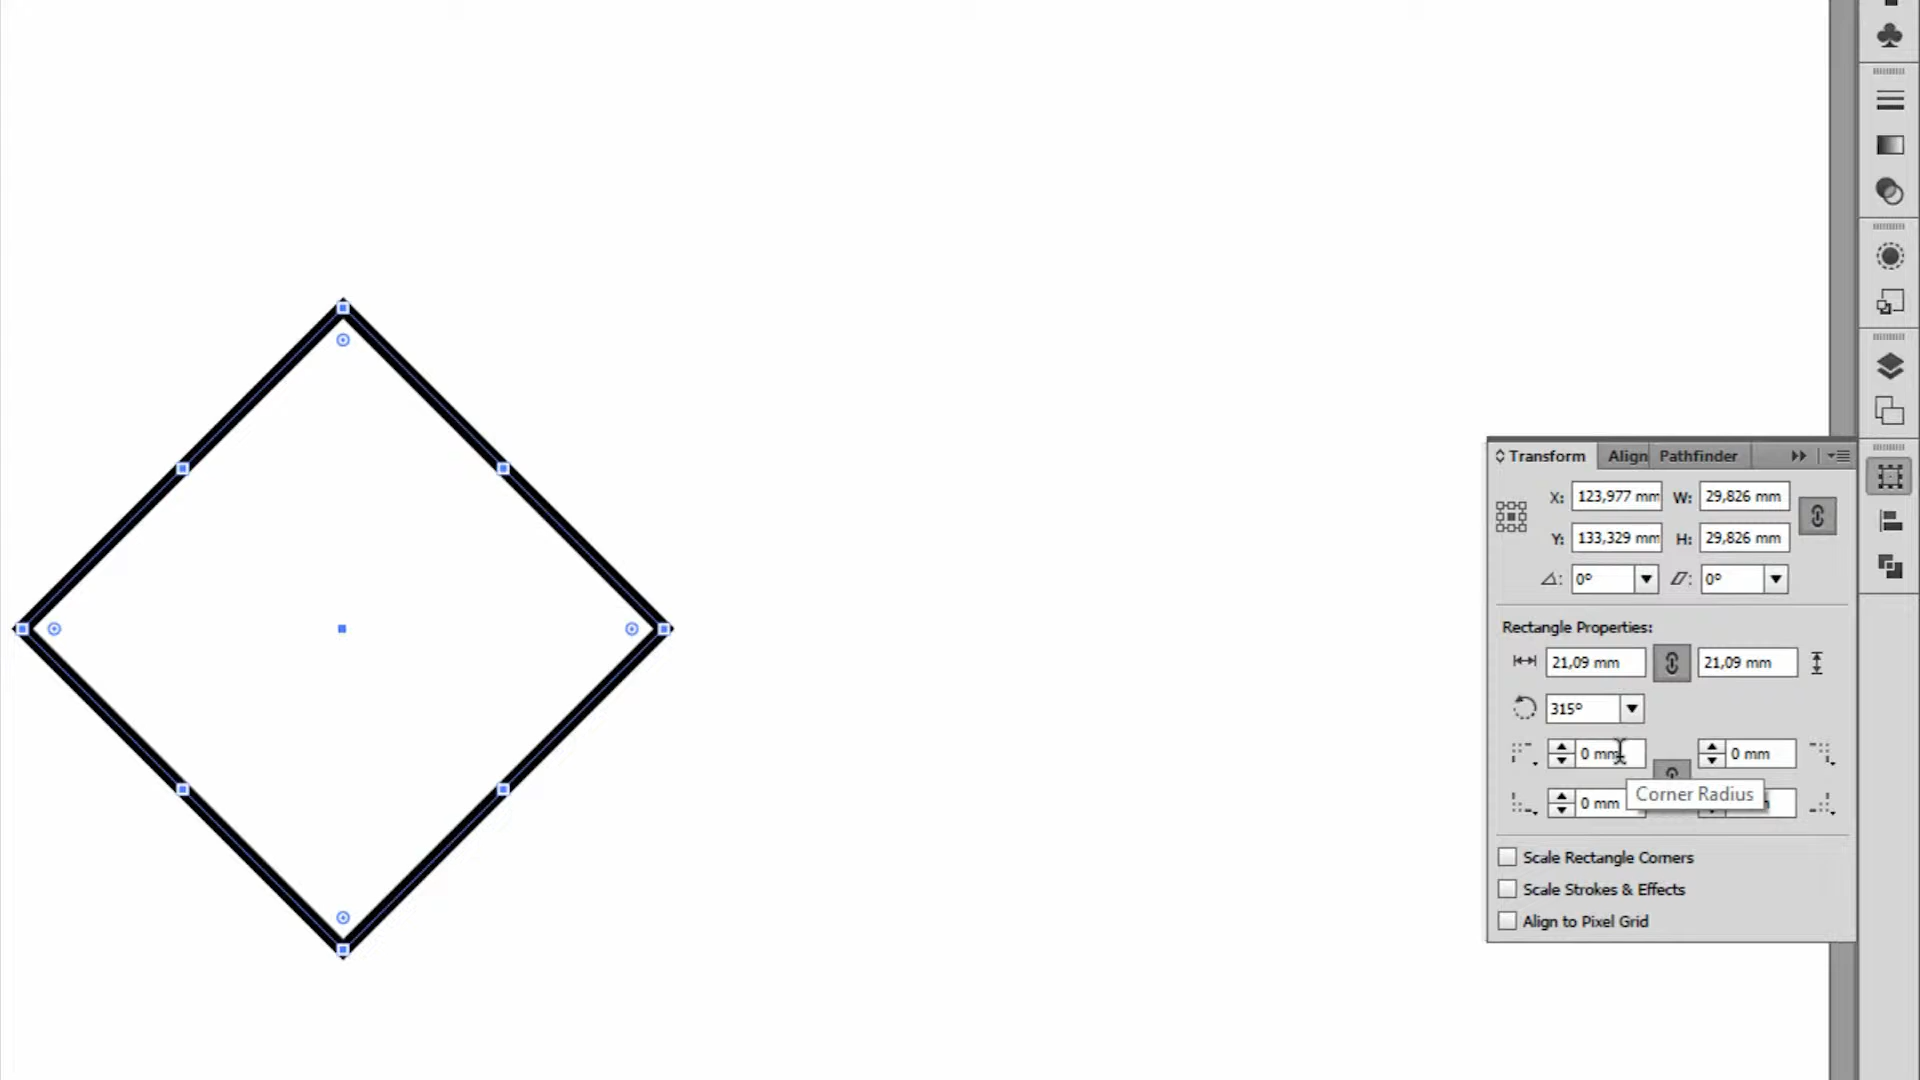 Transform Align Pathfinder
X: 123,977 mm W: 29,826 mm
Y: 133,329 mm H: 29,826 mm
0° 0°
Rectangle Properties:
21,09 mm 21,09 mm
315°
0 mm 0 mm
0 mm
Corner Radius
Scale Rectangle Corners
Scale Strokes & Effects
Align to Pixel Grid